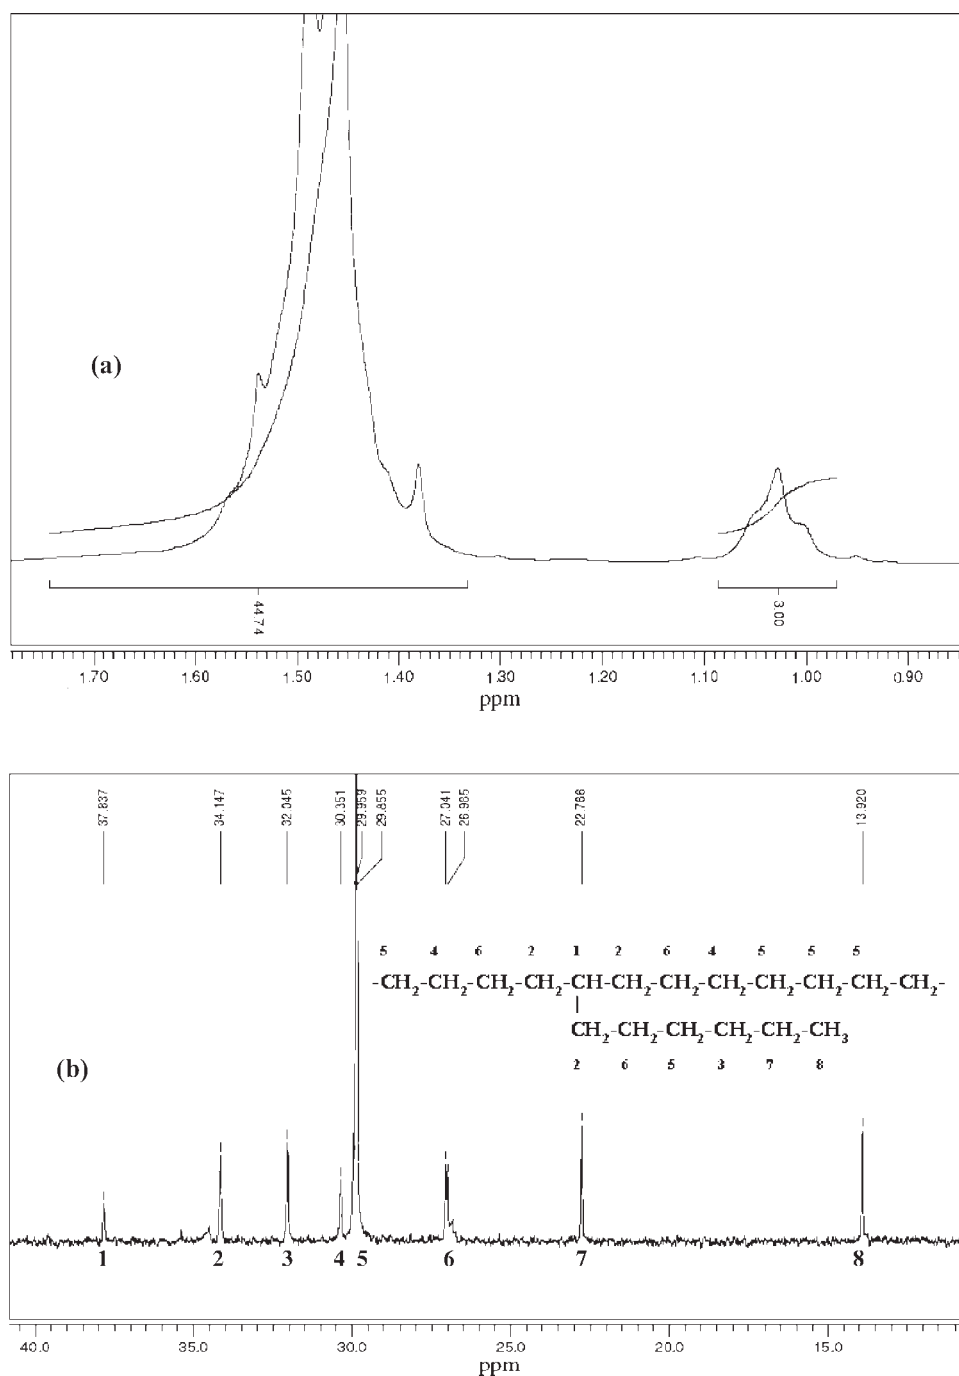 (a)
44.74
3.00
1.70 1.60 1.50 1.40 1.30 1.20 1.10 1.00 0.90
ppm
37.837 34.147 32.045 30.351 29.959 29.855 27.041 26.985 22.766 13.920
5 4 6 2 1 2 6 4 5 5 5
-CH2-CH2-CH2-CH2-CH-CH2-CH2-CH2-CH2-CH2-CH2-
CH2-CH2-CH2-CH2-CH2-CH3
2 6 5 3 7 8
(b)
1 2 3 4 5 6 7 8
40.0 35.0 30.0 25.0 20.0 15.0
ppm